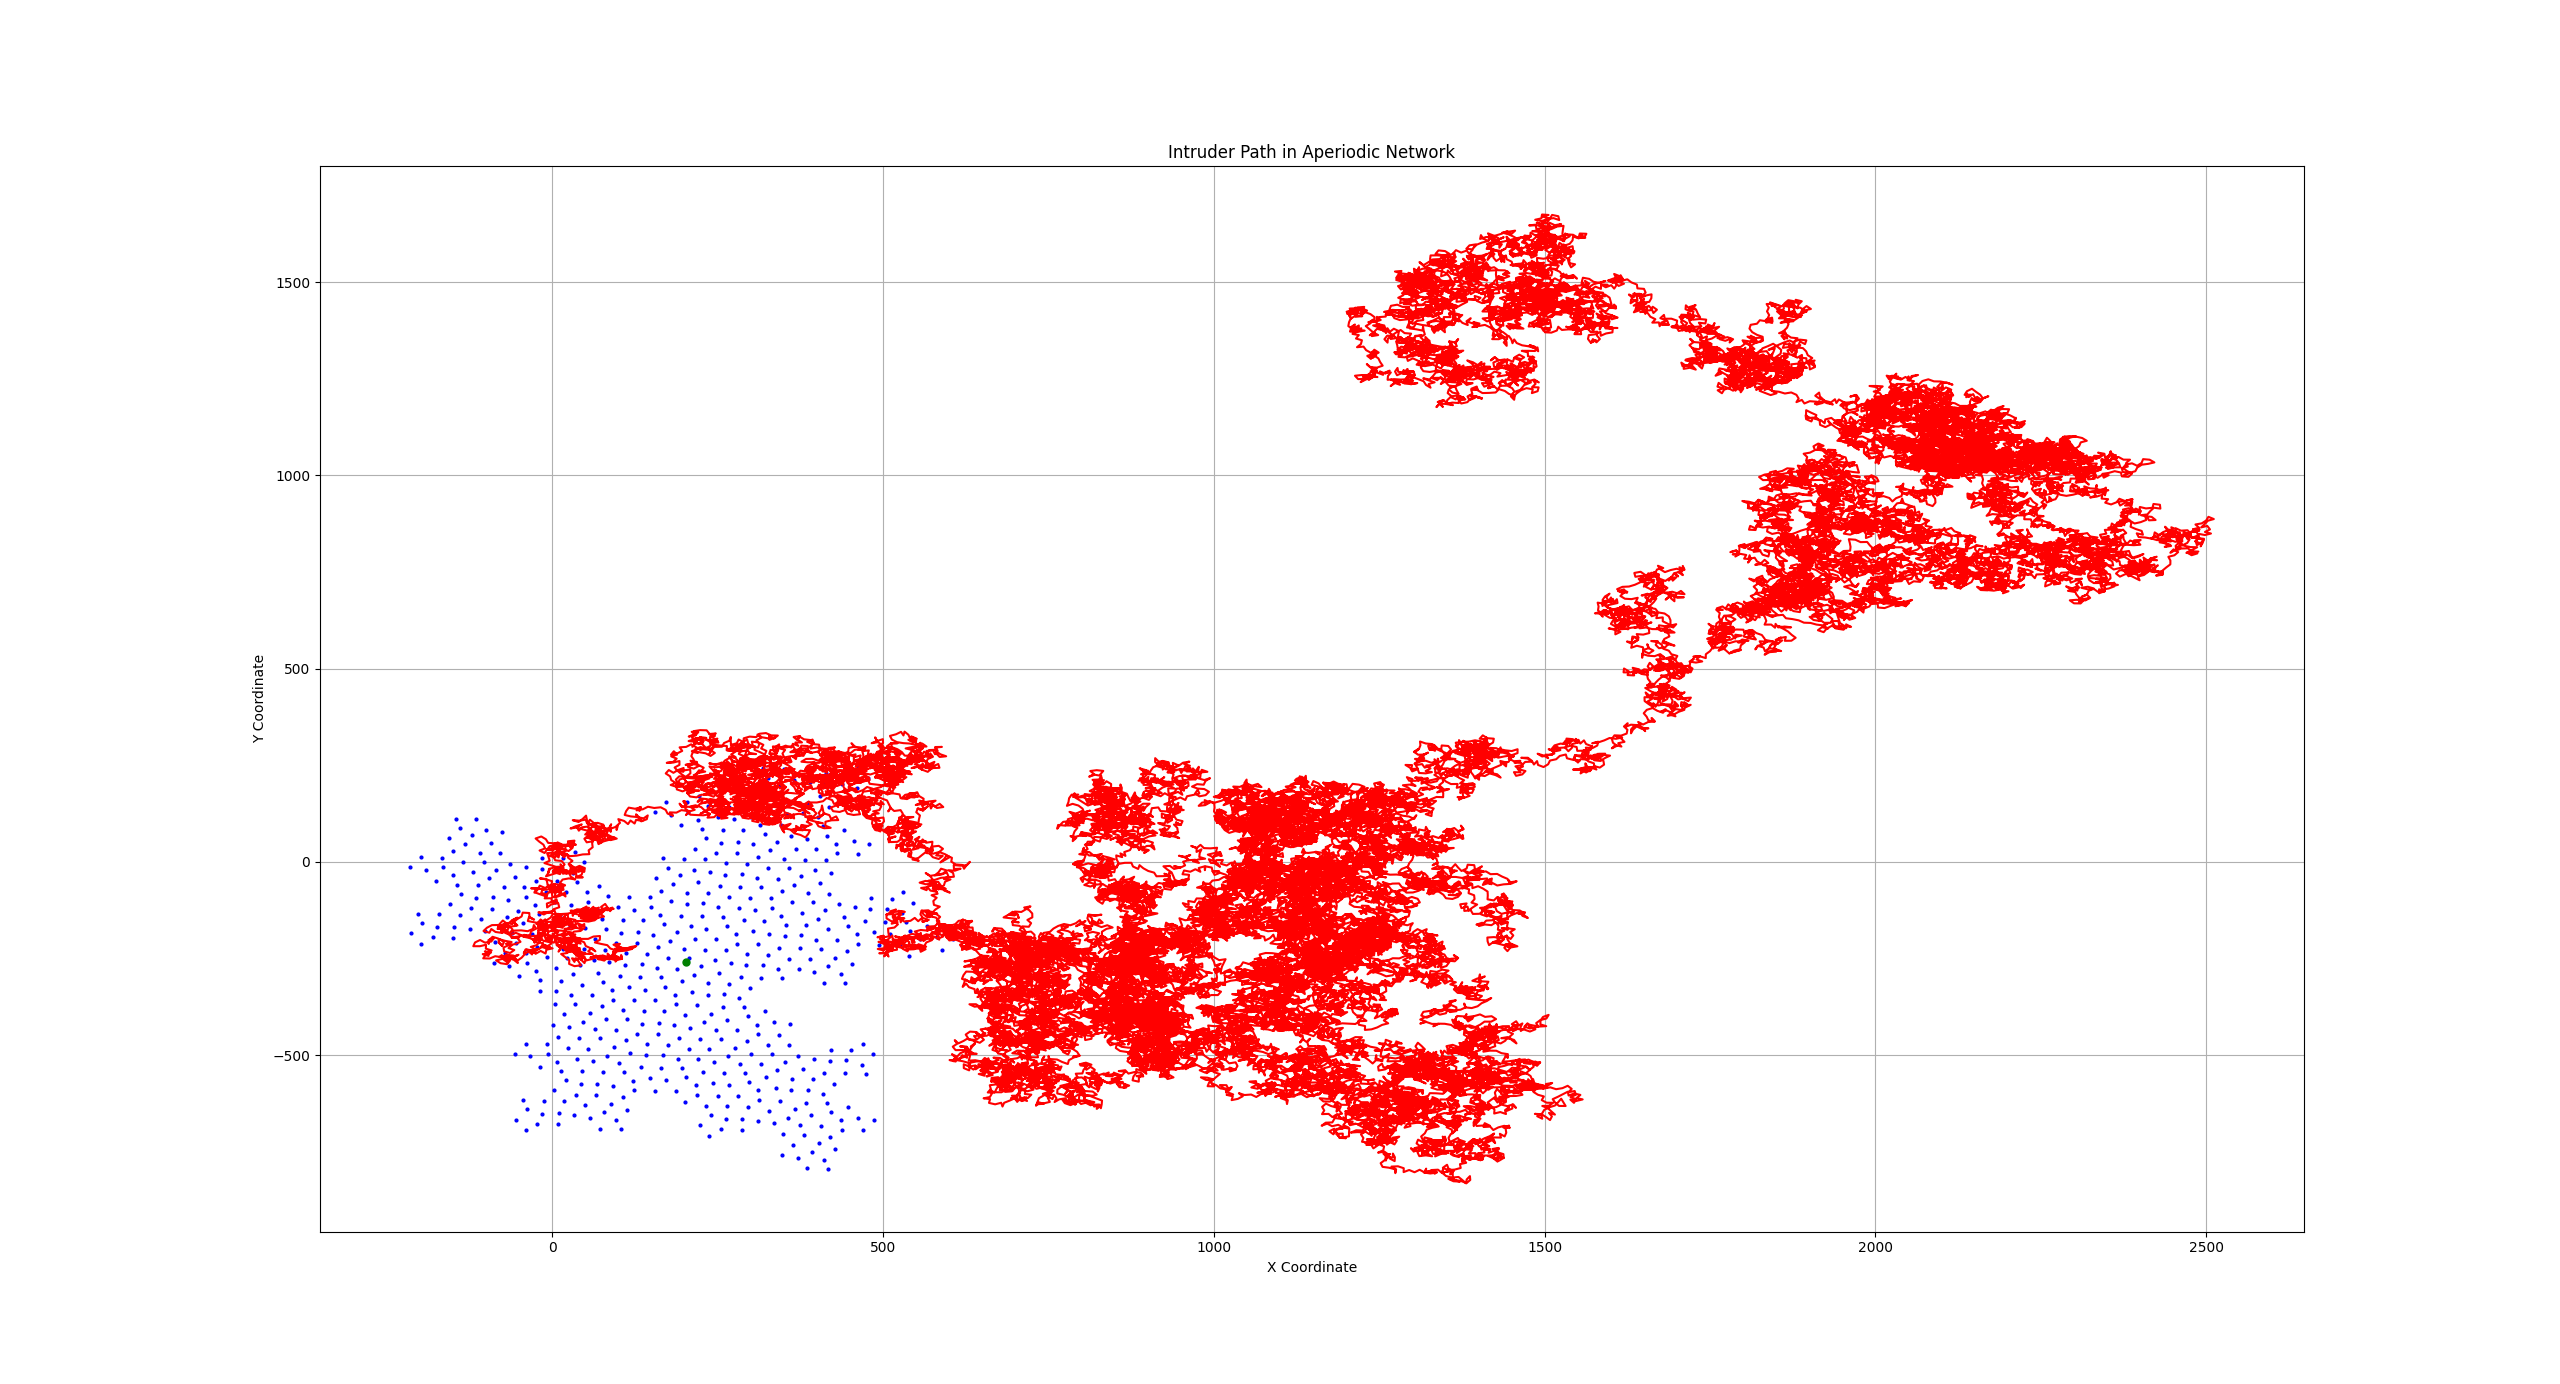 Intruder Path in Aperiodic Network
1500
1000
500
0
−500
Y Coordinate
0 500 1000 1500 2000 2500
X Coordinate